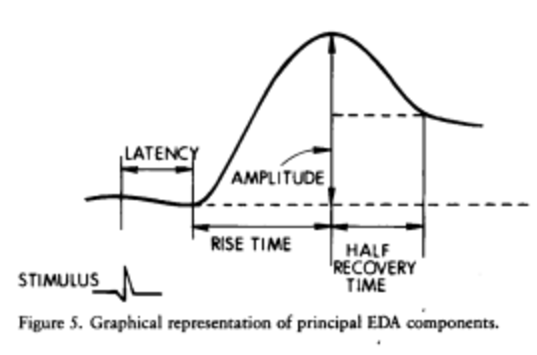 LATENCY
AMPLITUDE
RISE TIME
HALF
RECOVERY
TIME
STIMULUS
Figure 5. Graphical representation of principal EDA components.